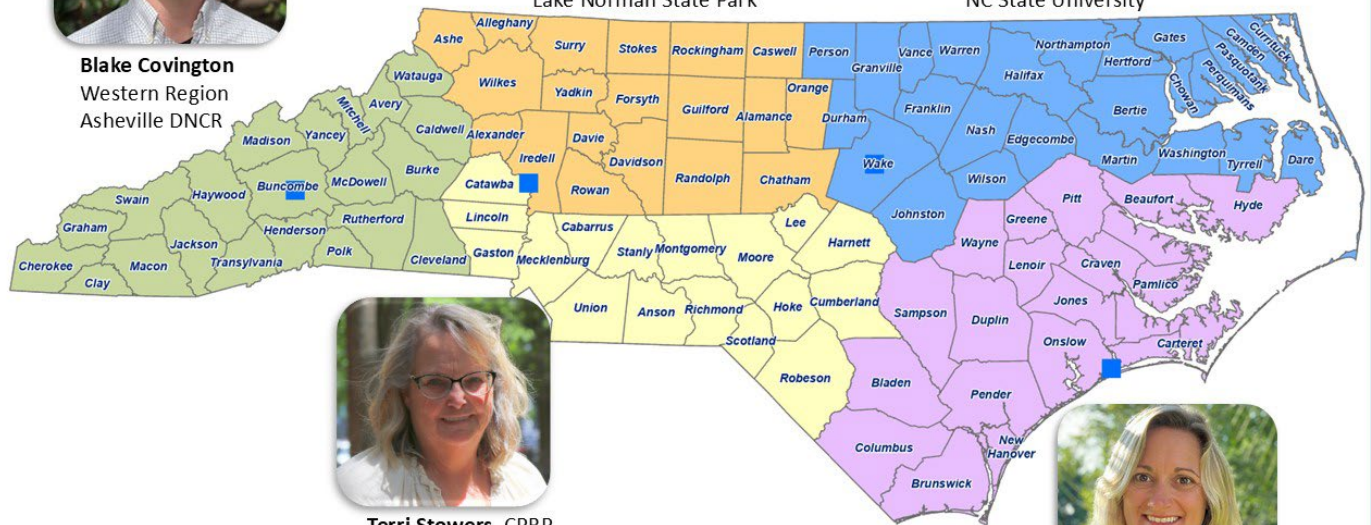 Lake Norman State Park
NC State University
Blake Covington
Western Region
Asheville DNCR
Alleghany
Ashe
Surry
Stokes
Rockingham
Caswell
Person
Granville
Vance
Warren
Northampton
Gates
Hertford
Camden
Currituck
Pasquotank
Perquimans
Chowan
Halifax
Bertie
Watauga
Wilkes
Yadkin
Forsyth
Guilford
Alamance
Orange
Durham
Franklin
Nash
Edgecombe
Martin
Washington
Tyrrell
Dare
Mitchell
Avery
Caldwell
Alexander
Davie
Iredell
Davidson
Rowan
Randolph
Chatham
Wake
Wilson
Johnston
Madison
Yancey
Burke
McDowell
Buncombe
Haywood
Swain
Graham
Cherokee
Clay
Macon
Jackson
Transylvania
Henderson
Polk
Rutherford
Cleveland
Catawba
Lincoln
Gaston
Mecklenburg
Cabarrus
Stanly
Montgomery
Moore
Lee
Harnett
Union
Anson
Richmond
Hoke
Cumberland
Scotland
Robeson
Pitt
Beaufort
Hyde
Greene
Wayne
Lenoir
Craven
Pamlico
Jones
Sampson
Duplin
Onslow
Carteret
Bladen
Pender
Columbus
New
Hanover
Brunswick
Terri Stowers, CPRP